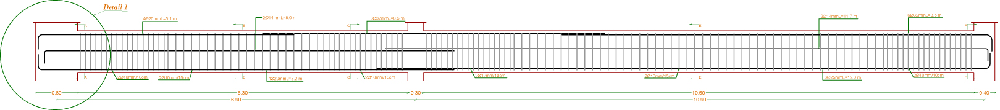 Detail 1
4Ø20mmL=5.1 m
2Ø14mmL=8.0 m
6Ø32mmL=6.5 m
2Ø14mmL=11.7 m
6Ø32mmL=8.5 m
A B C E F
2Ø10mm/10cm
2Ø10mm/15cm
4Ø20mmL=8.2 m
2Ø10mm/10cm
2Ø10mm/10cm
2Ø10mm/15cm
6Ø25mmL=12.0 m
2Ø10mm/10cm
A B C E F
0.80 6.30 0.30 10.50 0.40
6.90 10.90